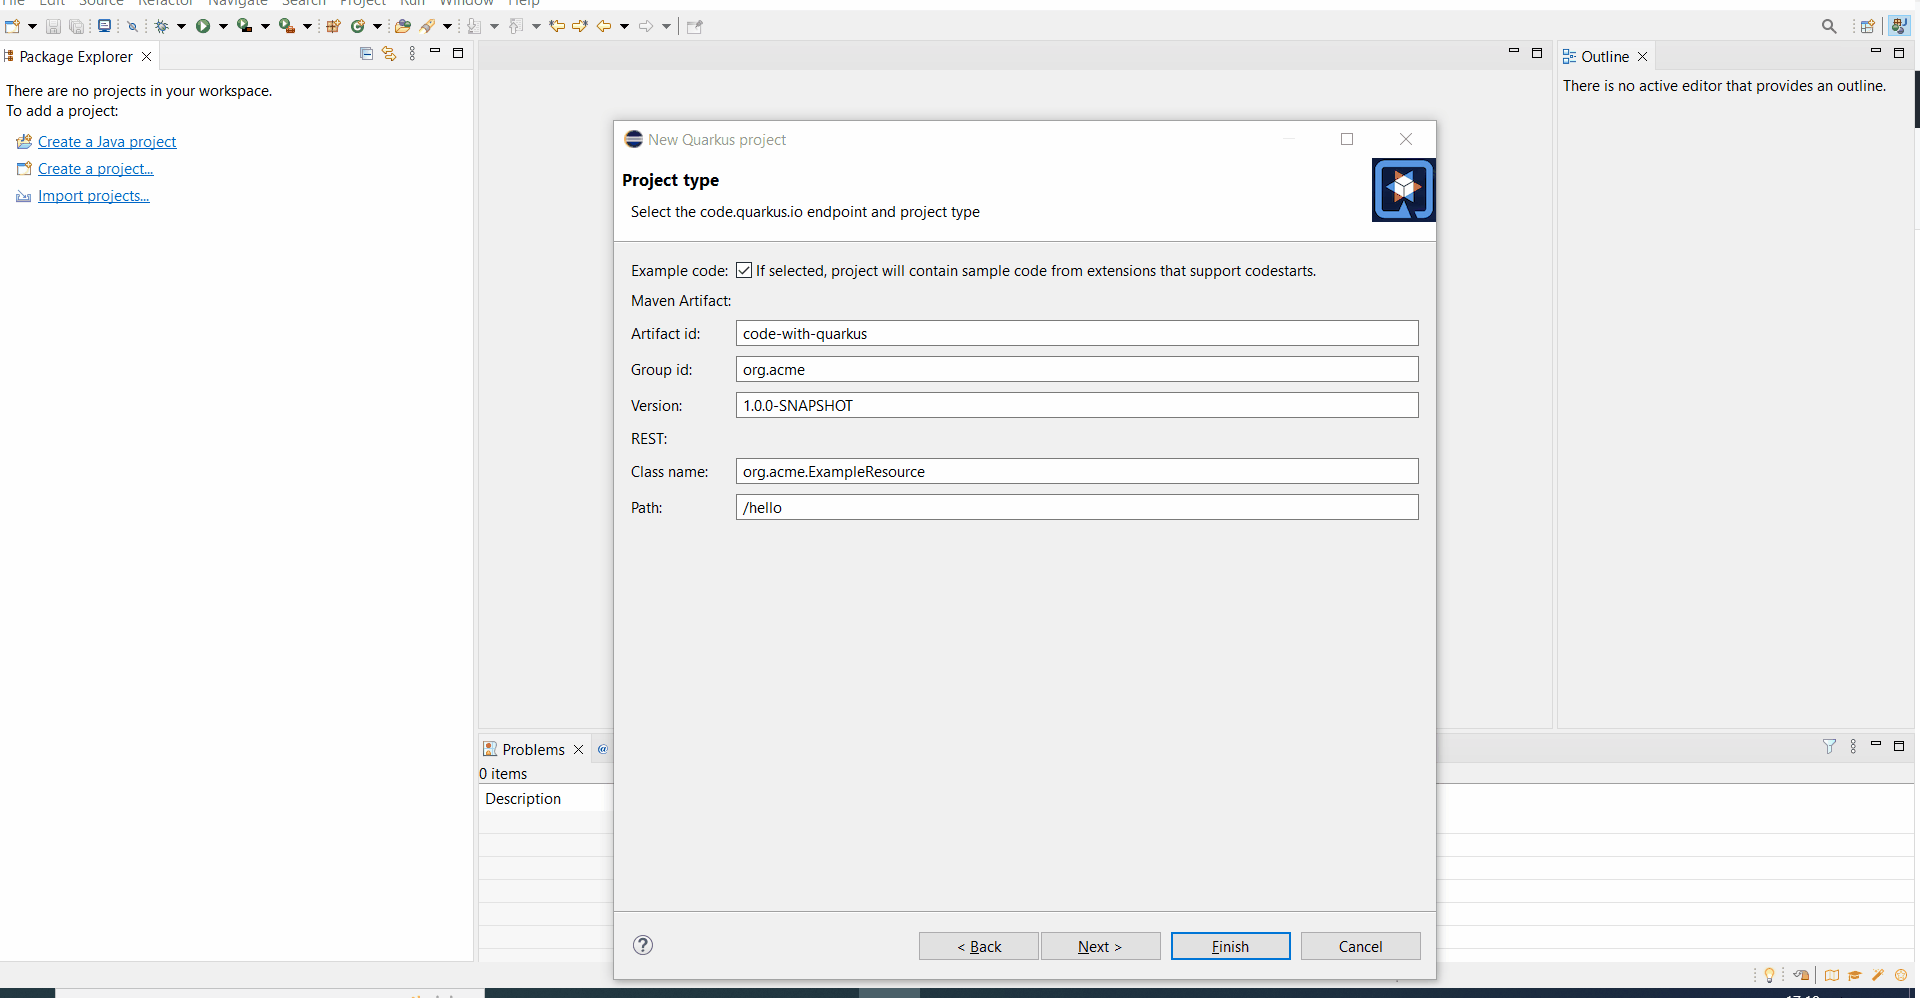 File Edit Source Refactor Navigate Search Project Run Window Help
Package Explorer
There are no projects in your workspace.
To add a project:
Create a Java project
Create a project...
Import projects...
Outline
There is no active editor that provides an outline.
New Quarkus project
Project type
Select the code.quarkus.io endpoint and project type
Example code: If selected, project will contain sample code from extensions that support codestarts.
Maven Artifact:
Artifact id: code-with-quarkus
Group id: org.acme
Version: 1.0.0-SNAPSHOT
REST:
Class name: org.acme.ExampleResource
Path: /hello
Problems
@
0 items
Description
?
< Back
Next >
Finish
Cancel